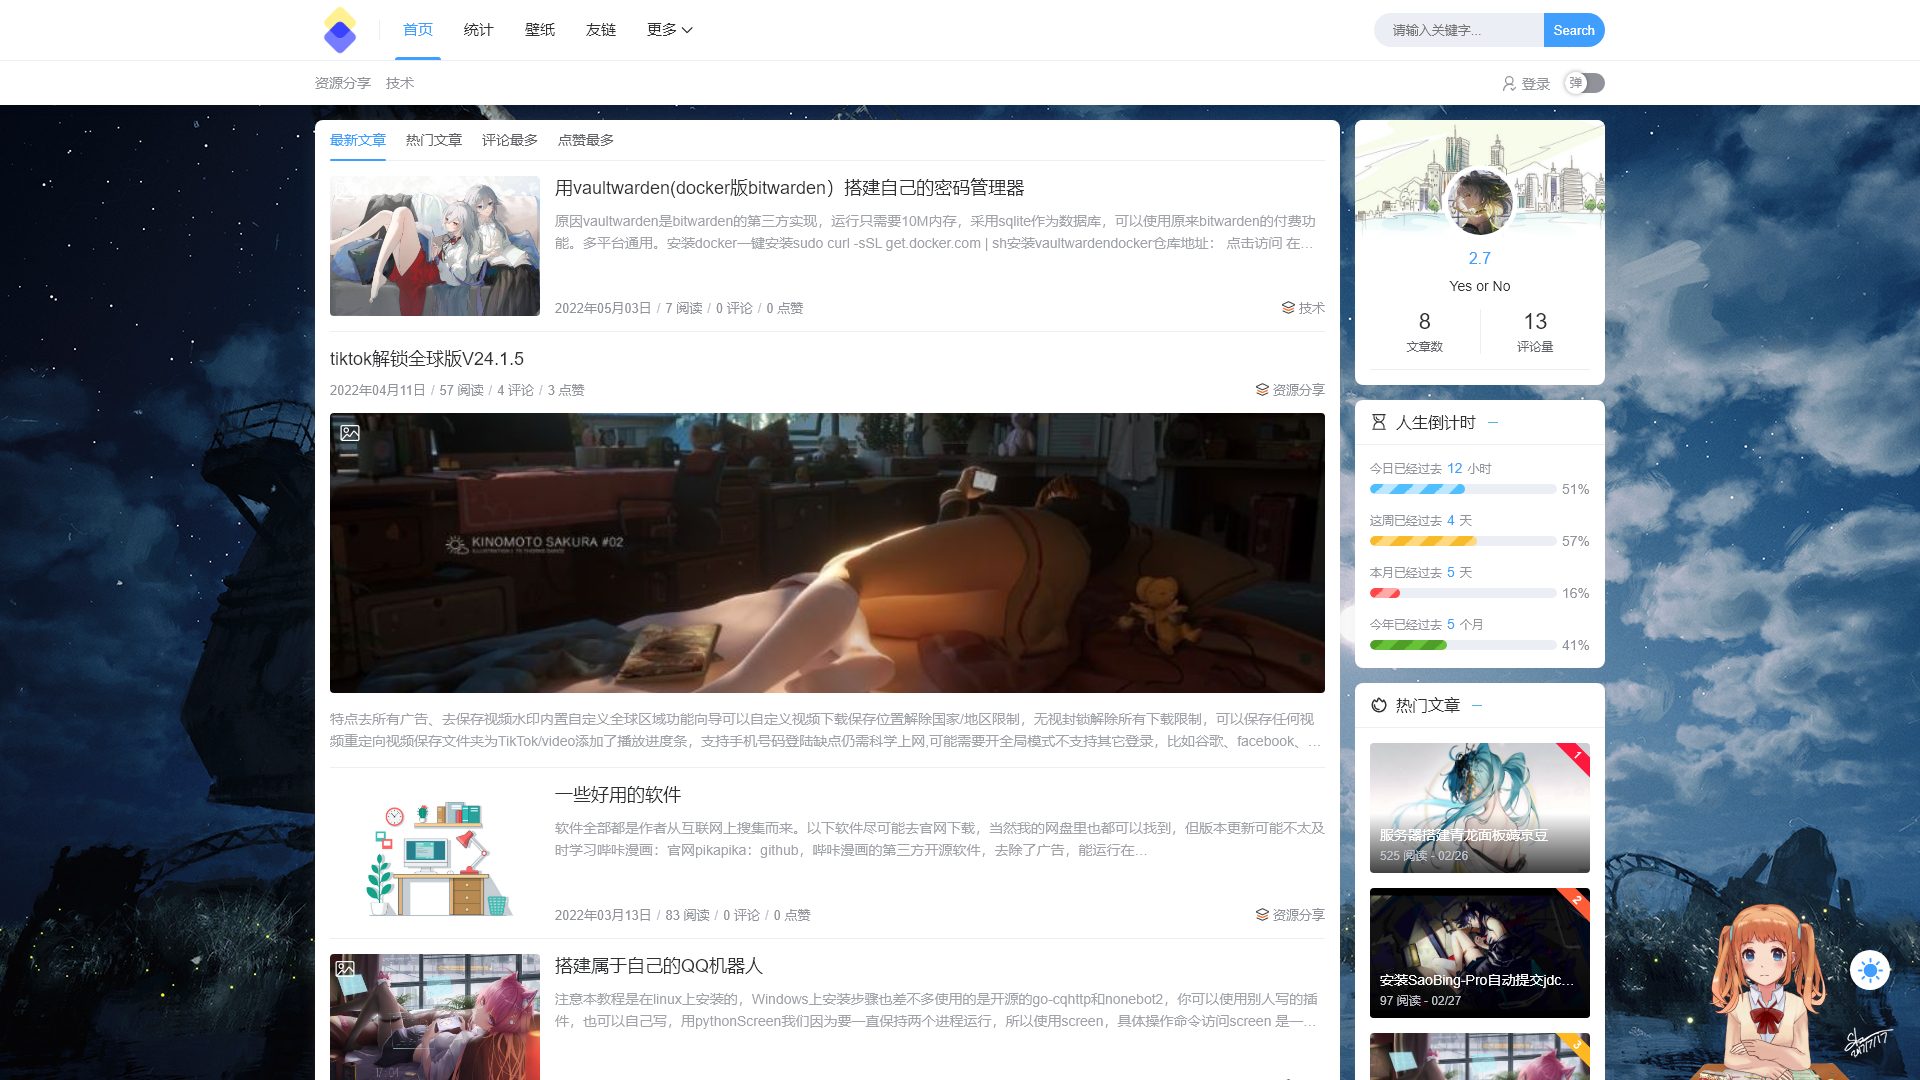 首页 统计 壁纸 友链 更多
请输入关键字... Search
资源分享 技术
登录 弹
最新文章 热门文章 评论最多 点赞最多
用vaultwarden(docker版bitwarden）搭建自己的密码管理器
原因vaultwarden是bitwarden的第三方实现，运行只需要10M内存，采用sqlite作为数据库，可以使用原来bitwarden的付费功
能。多平台通用。安装docker一键安装sudo curl -sSL get.docker.com | sh安装vaultwardendocker仓库地址： 点击访问 在…
2022年05月03日 / 7 阅读 / 0 评论 / 0 点赞
技术
tiktok解锁全球版V24.1.5
2022年04月11日 / 57 阅读 / 4 评论 / 3 点赞
资源分享
KINOMOTO SAKURA #02
特点去所有广告、去保存视频水印内置自定义全球区域功能向导可以自定义视频下载保存位置解除国家/地区限制，无视封锁解除所有下载限制，可以保存任何视
频重定向视频保存文件夹为TikTok/video添加了播放进度条，支持手机号码登陆缺点仍需科学上网,可能需要开全局模式不支持其它登录，比如谷歌、facebook、…
一些好用的软件
软件全部都是作者从互联网上搜集而来。以下软件尽可能去官网下载，当然我的网盘里也都可以找到，但版本更新可能不太及
时学习哔咔漫画：官网pikapika：github，哔咔漫画的第三方开源软件，去除了广告，能运行在…
2022年03月13日 / 83 阅读 / 0 评论 / 0 点赞
资源分享
搭建属于自己的QQ机器人
注意本教程是在linux上安装的，Windows上安装步骤也差不多使用的是开源的go-cqhttp和nonebot2，你可以使用别人写的插
件，也可以自己写，用pythonScreen我们因为要一直保持两个进程运行，所以使用screen，具体操作命令访问screen 是一…
17:01
2.7
Yes or No
8 13
文章数 评论量
人生倒计时
今日已经过去 12 小时
51%
这周已经过去 4 天
57%
本月已经过去 5 天
16%
今年已经过去 5 个月
41%
热门文章
1
服务器搭建青龙面板薅京豆
525 阅读 - 02/26
2
安装SaoBing-Pro自动提交jdc...
97 阅读 - 02/27
3